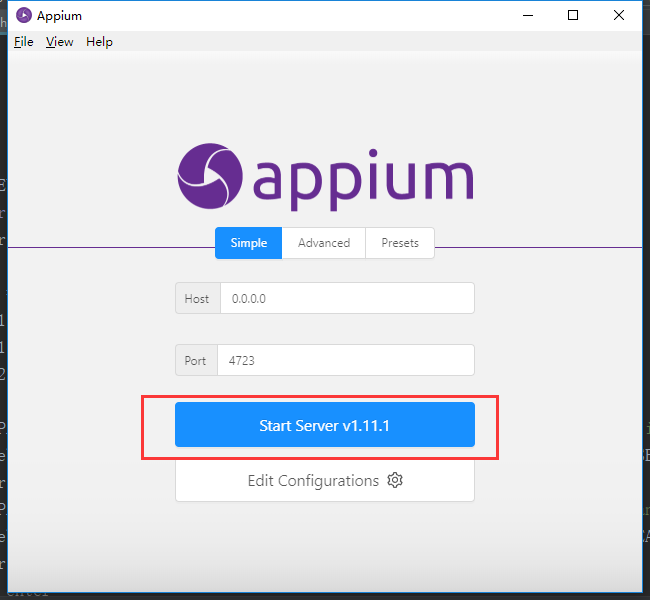 Appium
File View Help
appium
Simple Advanced Presets
Host 0.0.0.0
Port 4723
Start Server v1.11.1
Edit Configurations
enter